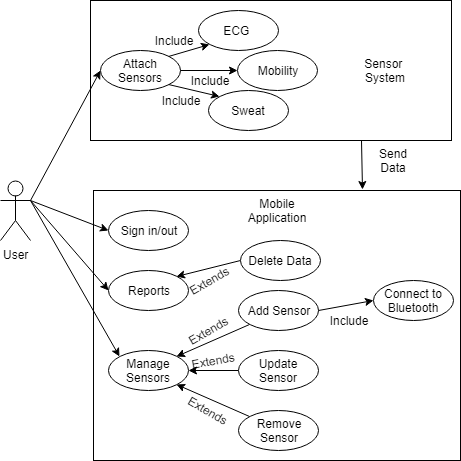 ECG
Include
Attach
Sensors
Include
Mobility
Include
Sweat
Sensor
System
Send
Data
User
Mobile
Application
Sign in/out
Delete Data
Reports
Extends
Add Sensor
Connect to
Bluetooth
Include
Extends
Manage
Sensors
Extends
Update
Sensor
Extends
Remove
Sensor